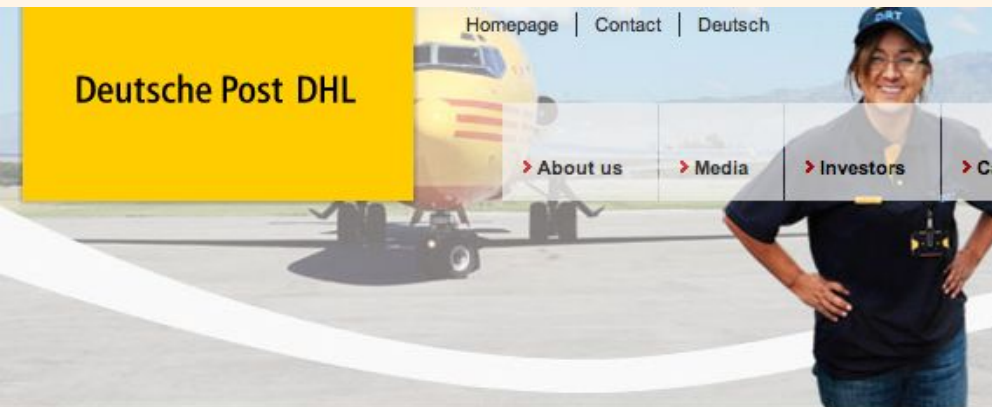 Homepage | Contact | Deutsch
DRT
Deutsche Post DHL
About us
Media
Investors